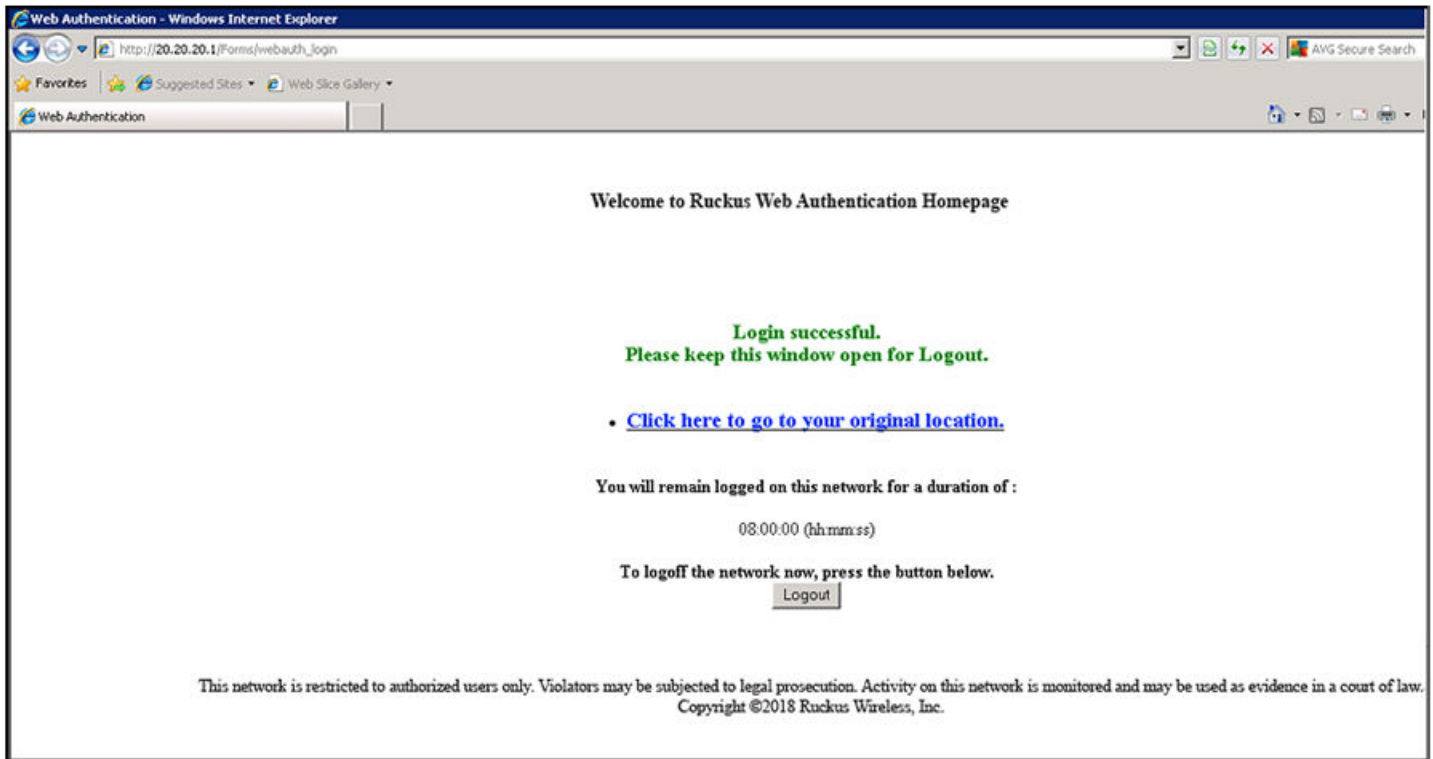 Web Authentication - Windows Internet Explorer
http://20.20.20.1/Forms/webauth_login
AVG Secure Search
Favorites Suggested Sites Web Slice Gallery
Web Authentication
Welcome to Ruckus Web Authentication Homepage
Login successful.
Please keep this window open for Logout.
• Click here to go to your original location.
You will remain logged on this network for a duration of :
08:00:00 (hh:mm:ss)
To logoff the network now, press the button below.
Logout
This network is restricted to authorized users only. Violators may be subjected to legal prosecution. Activity on this network is monitored and may be used as evidence in a court of law.
Copyright ©2018 Ruckus Wireless, Inc.